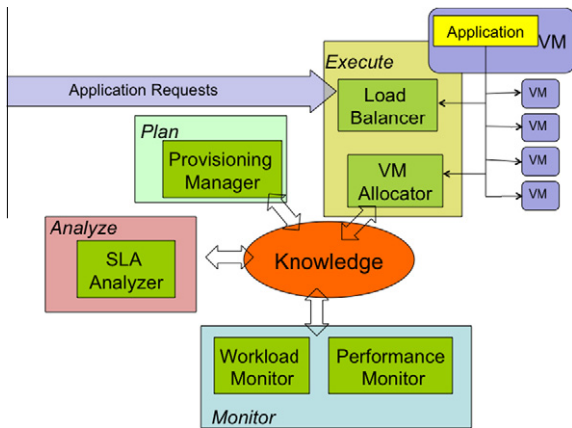 Application
VM
Execute
Application Requests
Load
Balancer
VM
VM
VM
VM
Plan
Provisioning
Manager
VM
Allocator
Analyze
SLA
Analyzer
Knowledge
Workload
Monitor
Performance
Monitor
Monitor